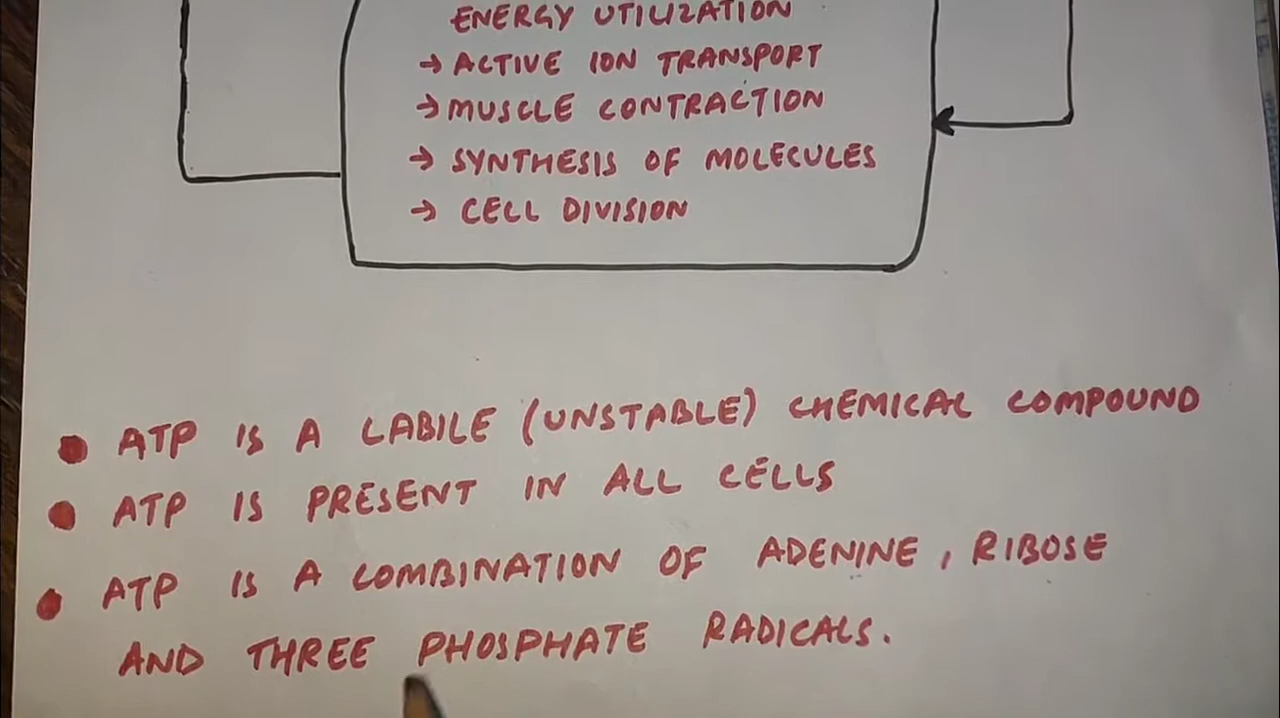 ENERGY UTILIZATION
→ ACTIVE ION TRANSPORT
→ MUSCLE CONTRACTION
→ SYNTHESIS OF MOLECULES
→ CELL DIVISION
• ATP IS A LABILE (UNSTABLE) CHEMICAL COMPOUND
• ATP IS PRESENT IN ALL CELLS
• ATP IS A COMBINATION OF ADENINE, RIBOSE
AND THREE PHOSPHATE RADICALS.